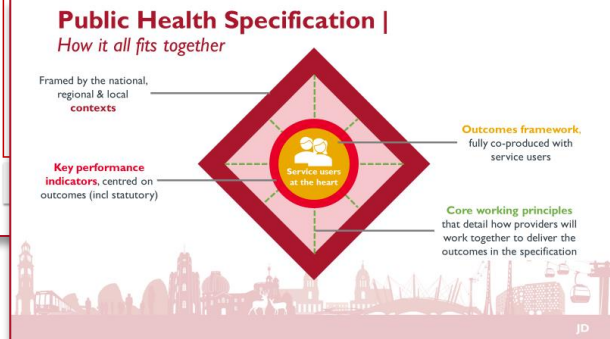 Public Health Specification |
How it all fits together
Framed by the national,
regional & local
contexts
Key performance
indicators, centred on
outcomes (incl statutory)
Service users
at the heart
Outcomes framework,
fully co-produced with
service users
Core working principles
that detail how providers will
work together to deliver the
outcomes in the specification
JD